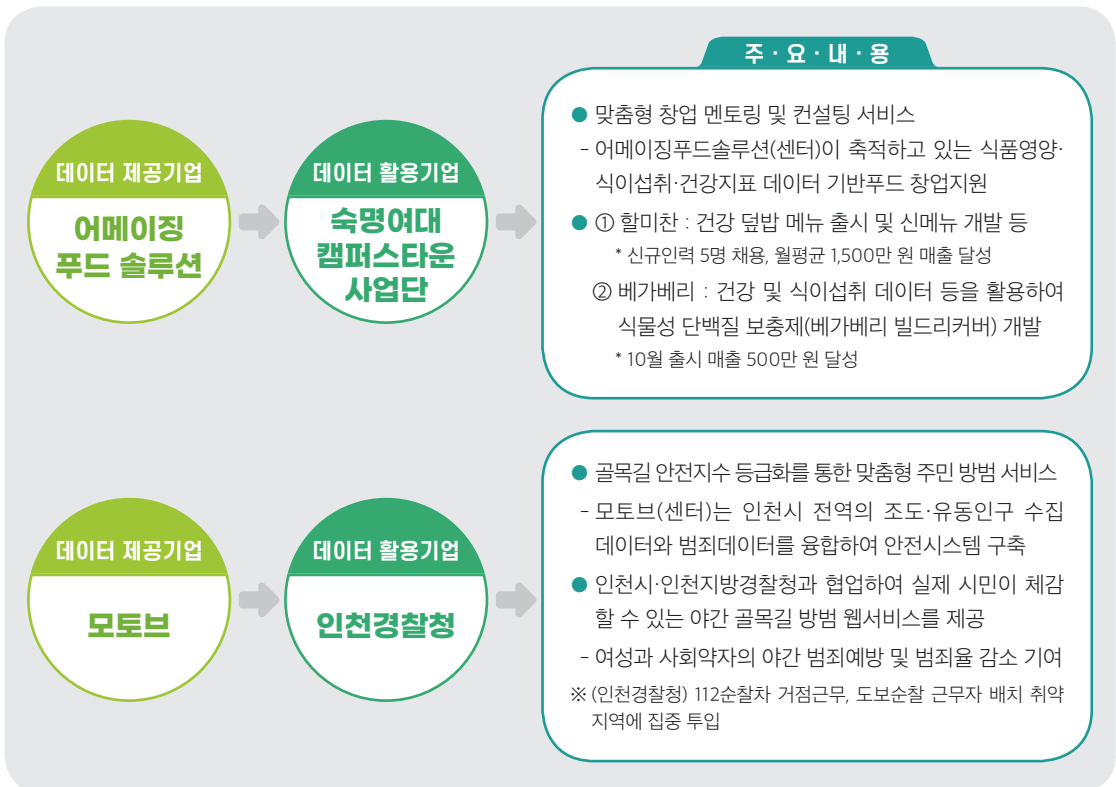 주·요·내·용
데이터 제공기업
어메이징
푸드 솔루션
데이터 활용기업
숙명여대
캠퍼스타운
사업단
● 맞춤형 창업 멘토링 및 컨설팅 서비스
- 어메이징푸드솔루션(센터)이 축적하고 있는 식품영양·
식이섭취·건강지표 데이터 기반푸드 창업지원
● ① 할미찬 : 건강 덮밥 메뉴 출시 및 신메뉴 개발 등
* 신규인력 5명 채용, 월평균 1,500만 원 매출 달성
② 베가베리 : 건강 및 식이섭취 데이터 등을 활용하여
식물성 단백질 보충제(베가베리 빌드리커버) 개발
* 10월 출시 매출 500만 원 달성
데이터 제공기업
모토브
데이터 활용기업
인천경찰청
● 골목길 안전지수 등급화를 통한 맞춤형 주민 방범 서비스
- 모토브(센터)는 인천시 전역의 조도·유동인구 수집
데이터와 범죄데이터를 융합하여 안전시스템 구축
● 인천시·인천지방경찰청과 협업하여 실제 시민이 체감
할 수 있는 야간 골목길 방범 웹서비스를 제공
- 여성과 사회약자의 야간 범죄예방 및 범죄율 감소 기여
※ (인천경찰청) 112순찰차 거점근무, 도보순찰 근무자 배치 취약
지역에 집중 투입